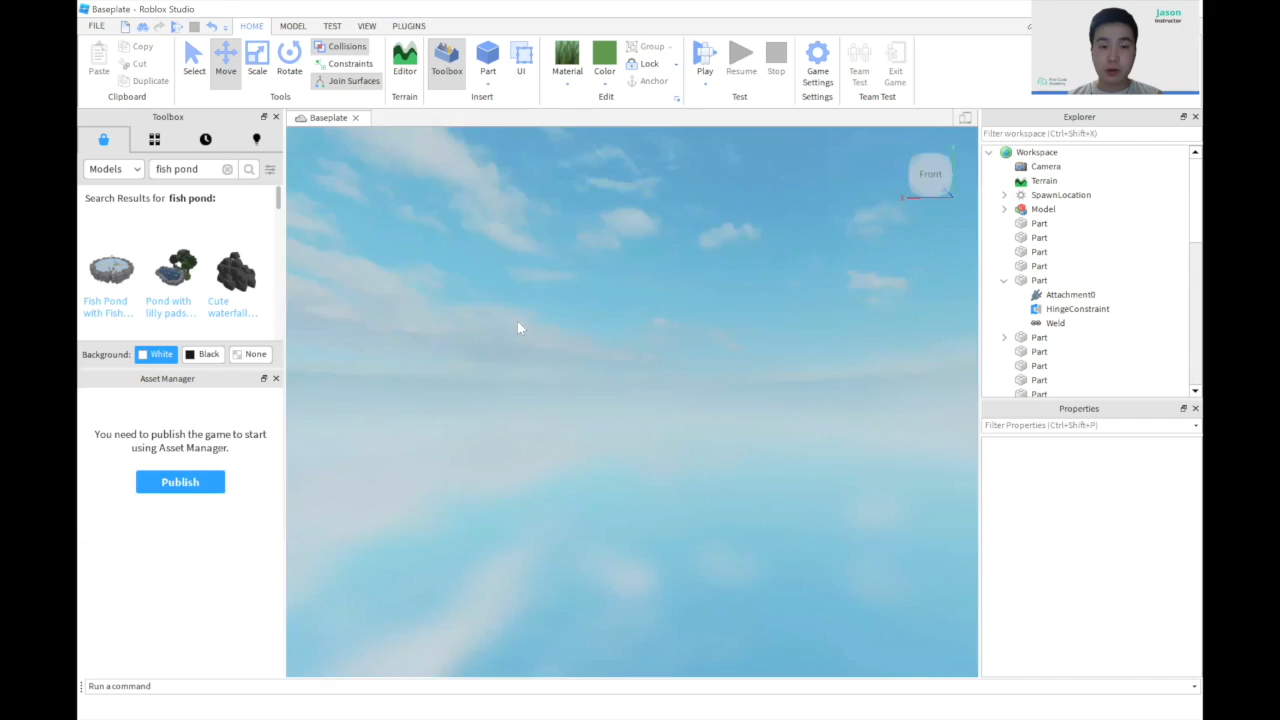 Baseplate - Roblox Studio
FILE HOME MODEL TEST VIEW PLUGINS
Jason
Instructor
First Code
Academy
Paste Copy Cut Duplicate
Clipboard
Select Move Scale Rotate
Collisions
Constraints
Join Surfaces
Tools
Editor
Terrain
Toolbox Part UI
Insert
Material Color Group Lock Anchor
Edit
Play Resume Stop
Test
Game
Settings
Settings
Team
Test
Exit
Game
Team Test
Toolbox
Models fish pond
Search Results for fish pond:
Fish Pond
with Fish...
Pond with
lilly pads...
Cute
waterfail...
Background: White Black None
Asset Manager
You need to publish the game to start
using Asset Manager.
Publish
Baseplate
Front
Explorer
Filter workspace (Ctrl+Shift+X)
Workspace
Camera
Terrain
SpawnLocation
Model
Part
Part
Part
Part
Part
Attachment0
HingeConstraint
Weld
Part
Part
Part
Part
Part
Properties
Filter Properties (Ctrl+Shift+P)
Run a command